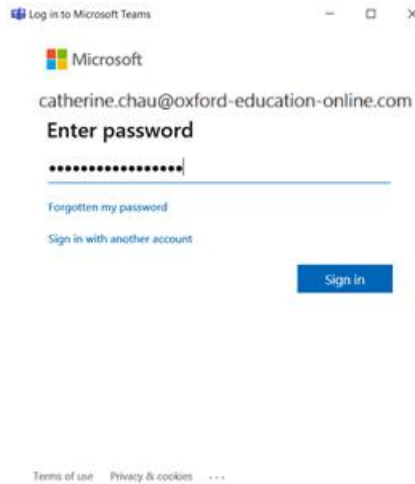 Log in to Microsoft Teams
Microsoft
catherine.chau@oxford-education-online.com
Enter password
•••••••••••••••••
Forgotten my password
Sign in with another account
Sign in
Terms of use Privacy & cookies ...